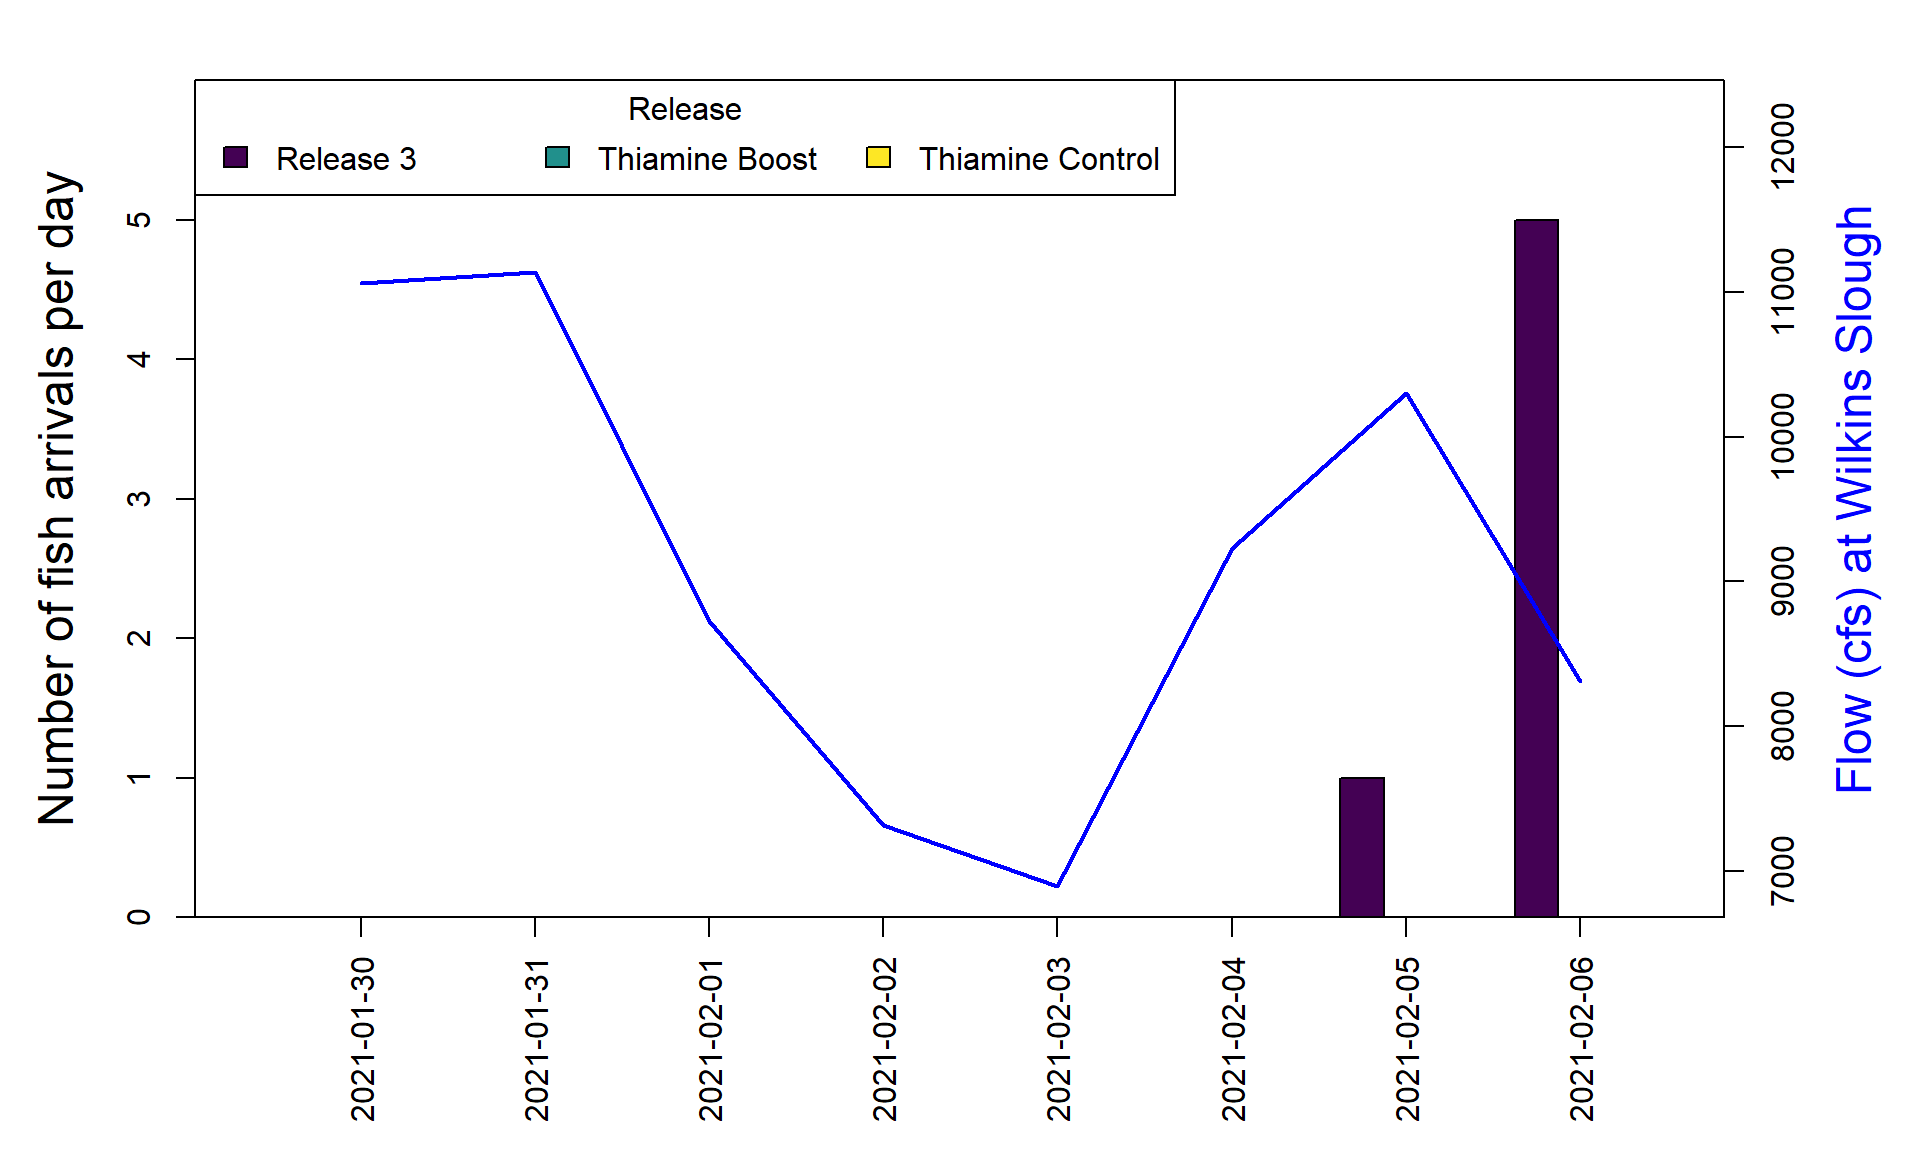 Release
Release 3 Thiamine Boost Thiamine Control
Number of fish arrivals per day
0 1 2 3 4 5
7000 8000 9000 10000 11000 12000
Flow (cfs) at Wilkins Slough
2021-01-30
2021-01-31
2021-02-01
2021-02-02
2021-02-03
2021-02-04
2021-02-05
2021-02-06